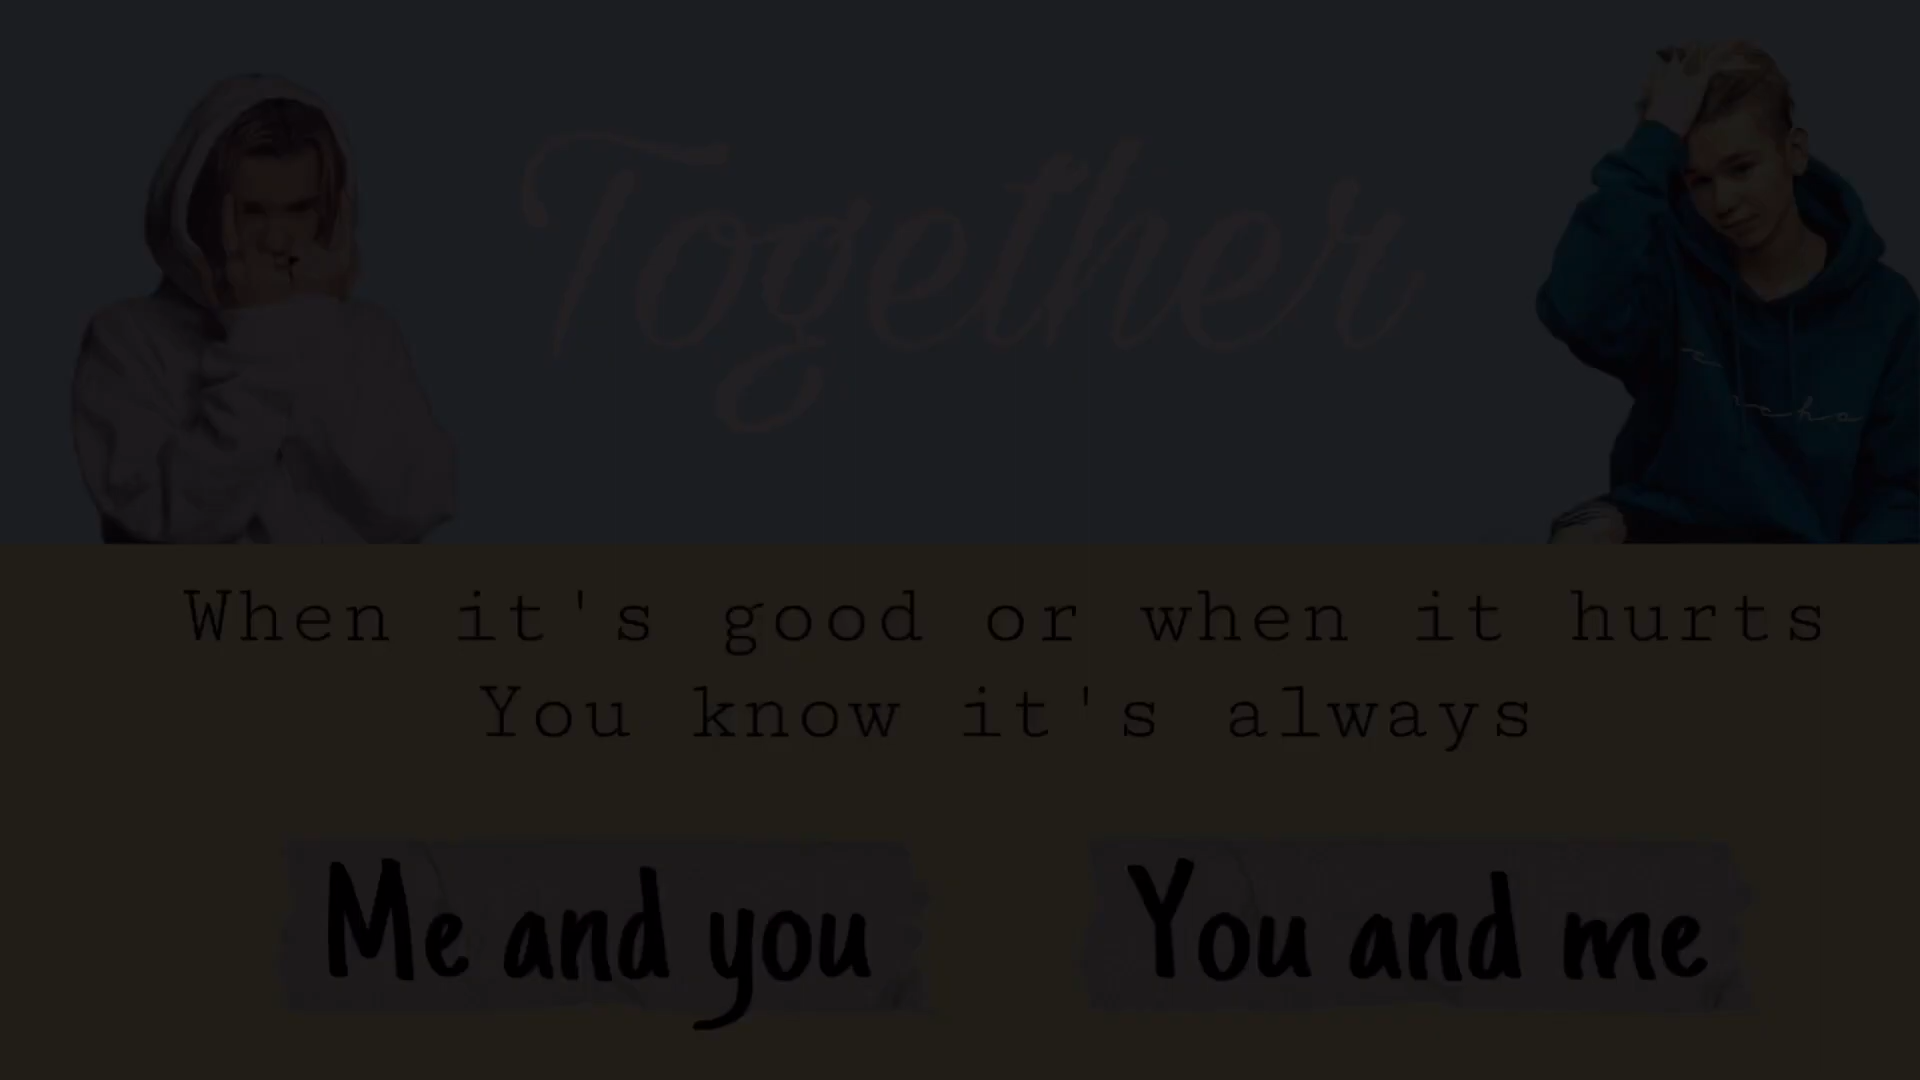 Together
When it's good or when it hurts
You know it's always
Me and you
You and me